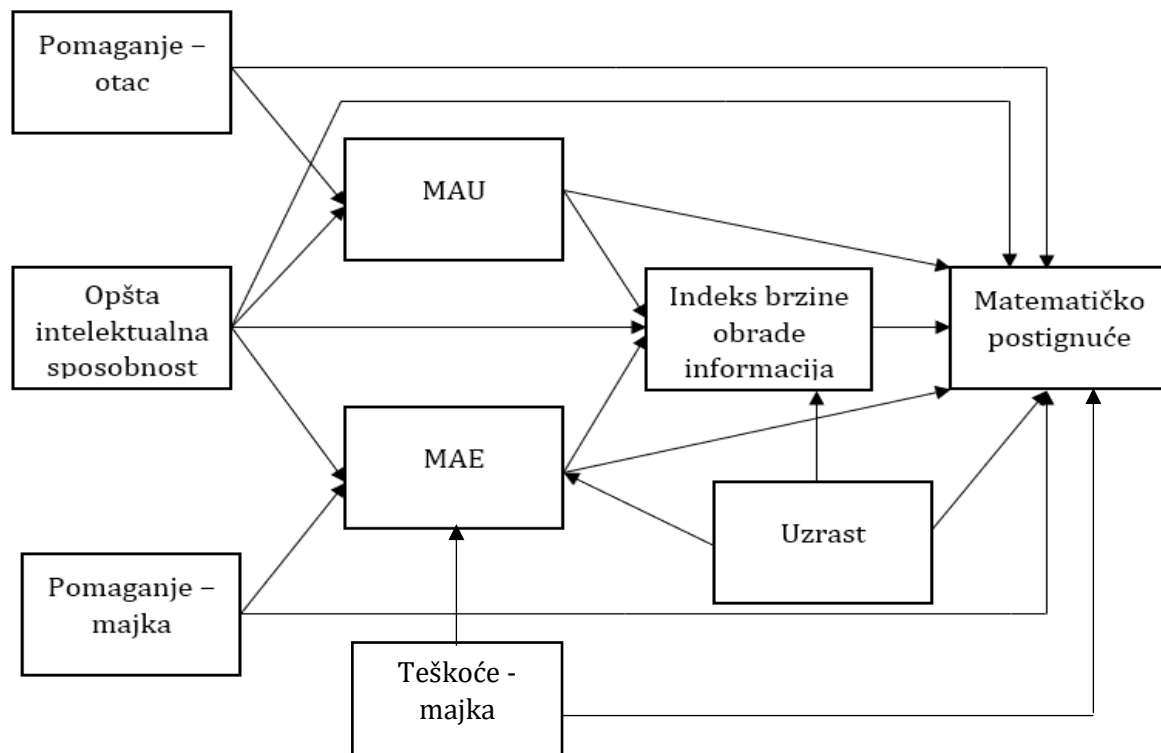 Pomaganje –
otac
MAU
Opšta
intelektualna
sposobnost
Indeks brzine
obrade
informacija
Matematičko
postignuće
MAE
Uzrast
Pomaganje –
majka
Teškoće -
majka